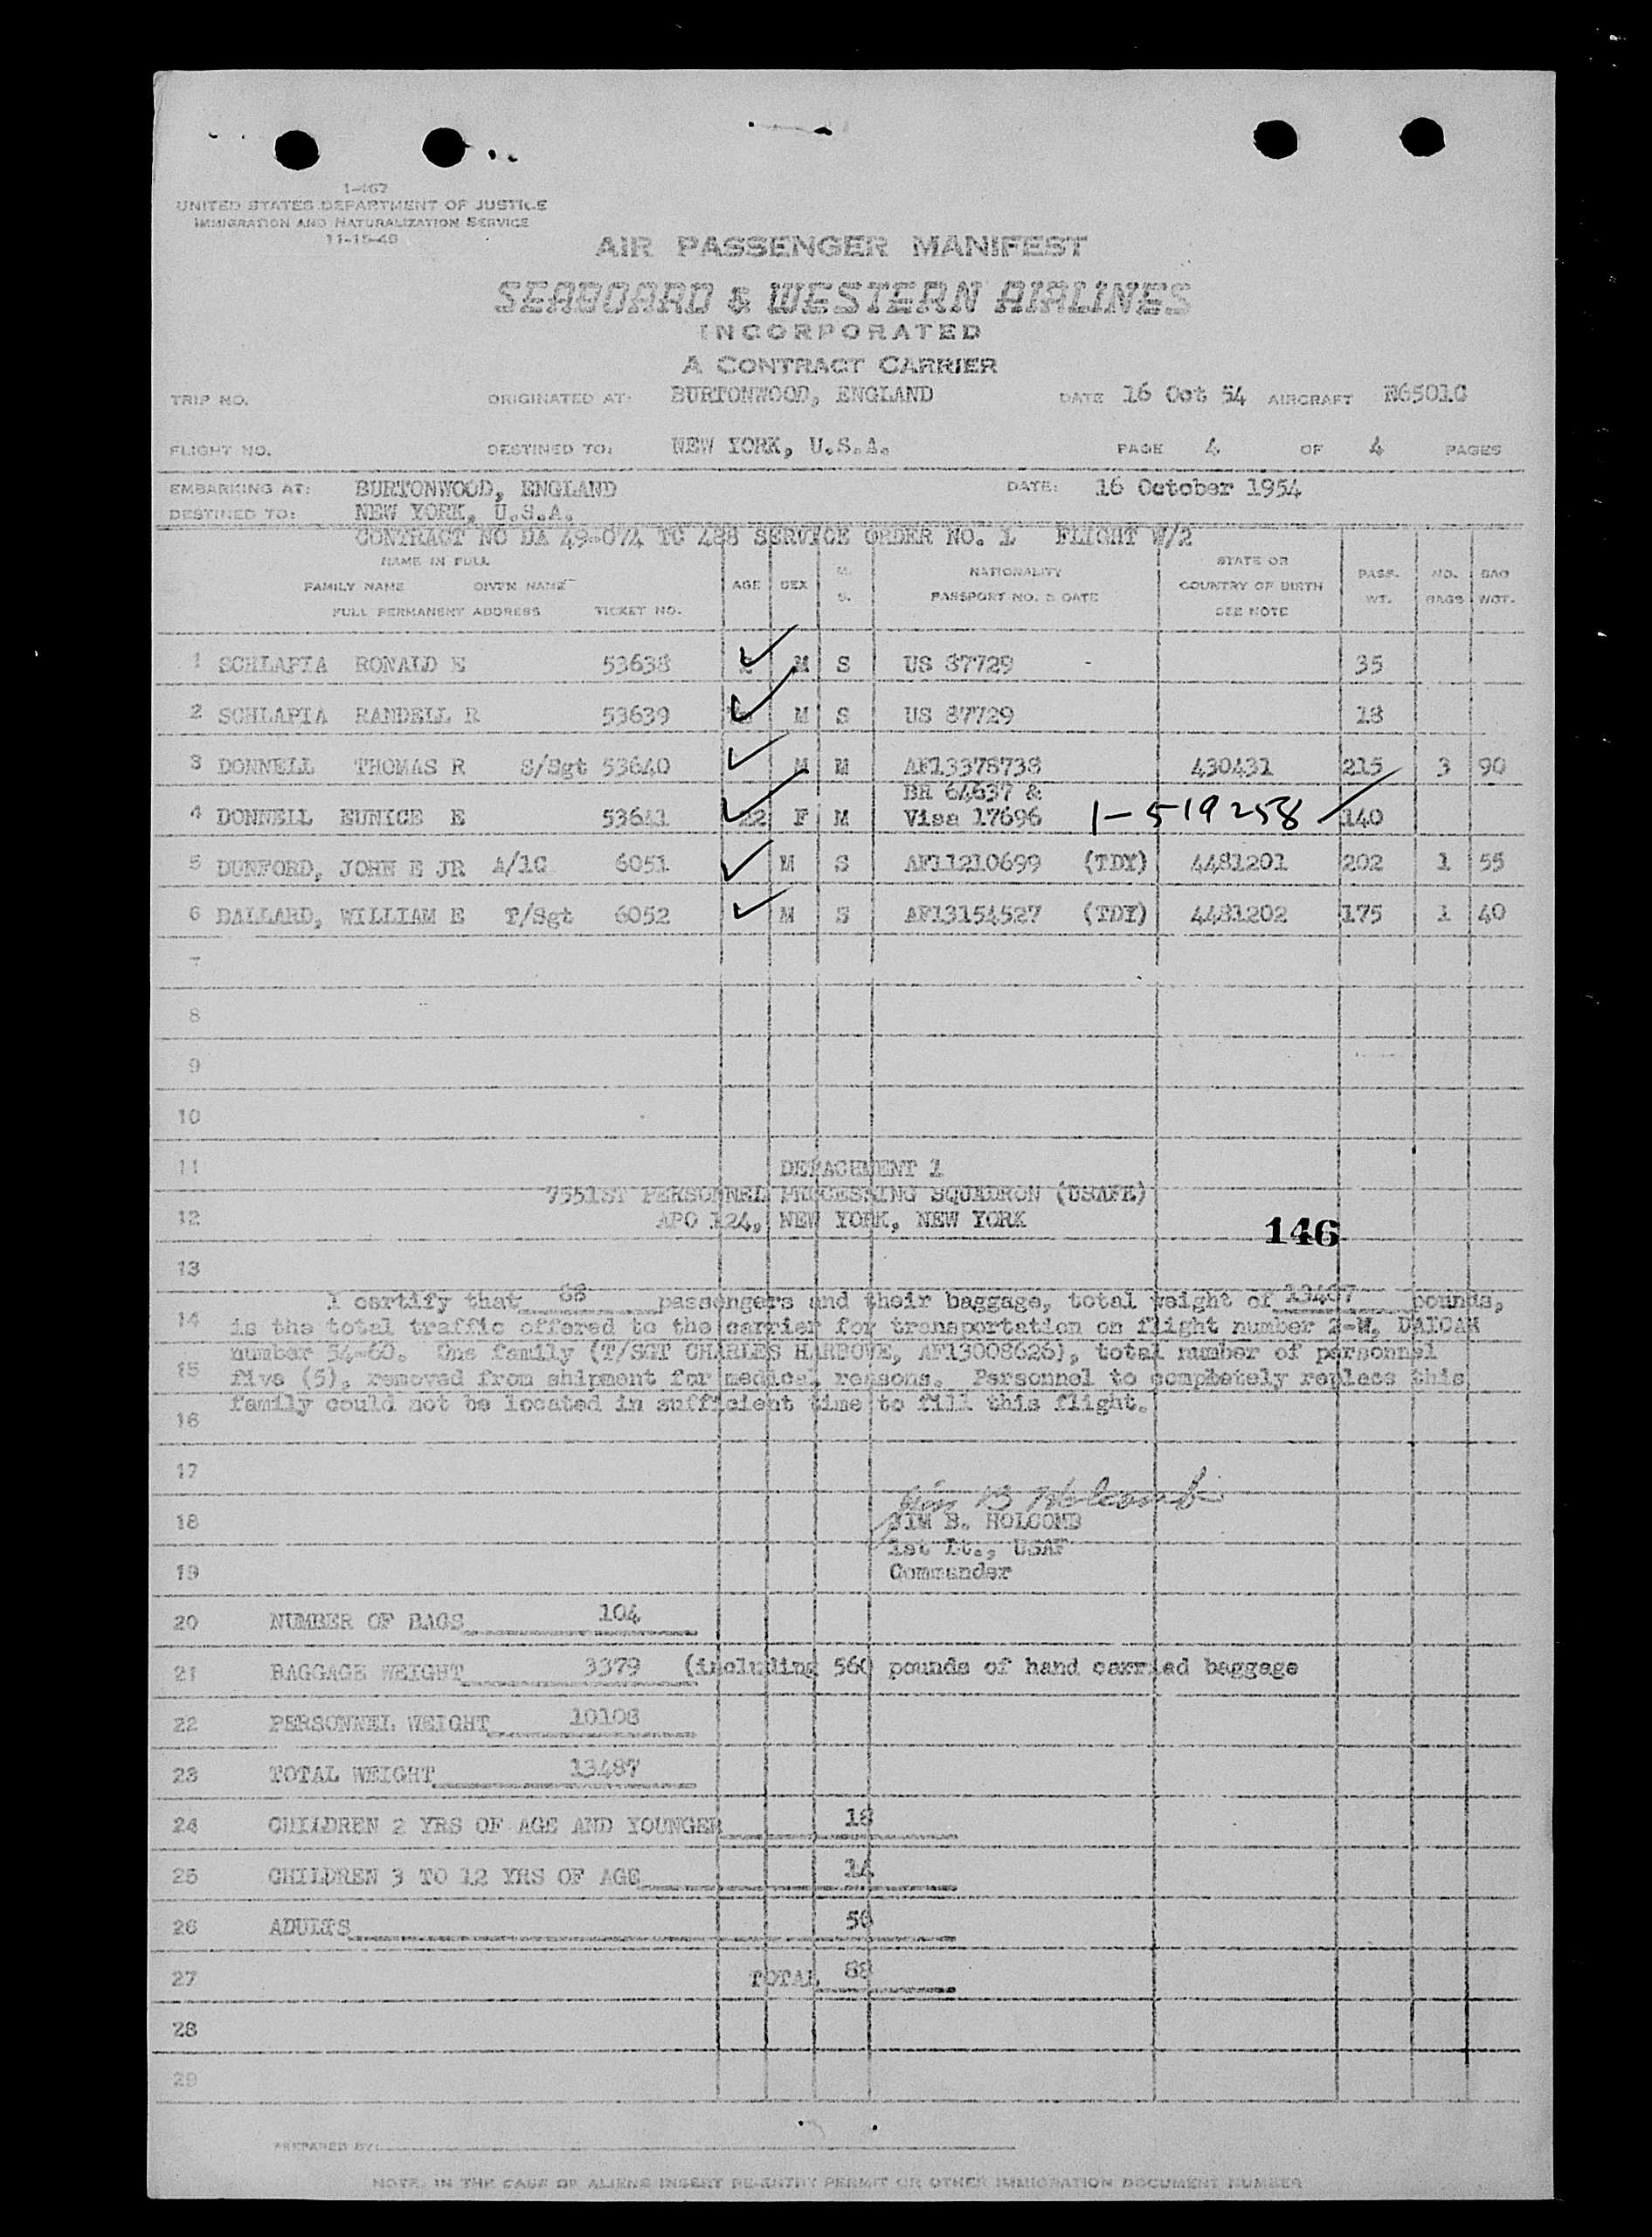 1-467
UNITED STATES DEPARTMENT OF JUSTICE
IMMIGRATION AND NATURALIZATION SERVICE
11-15-48
AIR PASSENGER MANIFEST
SEABOARD & WESTERN AIRLINES
INCORPORATED
A CONTRACT CARRIER
TRIP NO. ORIGINATED AT: BURTONWOOD, ENGLAND DATE 16 Oct 54 AIRCRAFT N6501C
FLIGHT NO. DESTINED TO: NEW YORK, U.S.A. PAGE 4 OF 4 PAGES
EMBARKING AT: BURTONWOOD, ENGLAND DATE: 16 October 1954
DESTINED TO: NEW YORK, U.S.A.
CONTRACT NO DA 49-074 TC 488 SERVICE ORDER NO. 1 FLIGHT W/2
NAME IN FULL
FAMILY NAME GIVEN NAME AGE SEX M. S. NATIONALITY PASSPORT NO. & DATE STATE OR COUNTRY OF BIRTH SEE NOTE PASS. WT. NO. BAGS BAG WGT.
FULL PERMANENT ADDRESS TICKET NO.
1 SCHLAPIA RONALD E 53638 M S US 87729 35
2 SCHLAPIA RANDELL R 53639 M S US 87729 18
3 DONNELL THOMAS R S/Sgt 53640 M M AF13378738 430431 215 3 90
BR 64637 &
4 DONNELL EUNICE E 53641 22 F M Visa 17696 1-519258 140
5 DUNFORD, JOHN E JR A/1C 6051 M S AF11210699 (TDY) 4481201 202 1 55
6 BALLARD, WILLIAM E T/Sgt 6052 M S AF13154527 (TDY) 4481202 175 1 40
7
8
9
10
11 DETACHMENT 1
7551ST PERSONNEL PROCESSING SQUADRON (USAFE)
12 APO 124, NEW YORK, NEW YORK
146
13
I certify that 88 passengers and their baggage, total weight of 13487 pounds,
14 is the total traffic offered to the carrier for transportation on flight number 2-W, DAICAR
number 54-60. One family (T/SGT CHARLES HARBOVE, AF13008626), total number of personnel
15 five (5), removed from shipment for medical reasons. Personnel to completely replace this
family could not be located in sufficient time to fill this flight.
16
17
Jim B Holcomb
18 JIM B. HOLCOMB
1st Lt., USAF
19 Commander
20 NUMBER OF BAGS 104
21 BAGGAGE WEIGHT 3379 (including 560 pounds of hand carried baggage
22 PERSONNEL WEIGHT 10108
23 TOTAL WEIGHT 13487
24 CHILDREN 2 YRS OF AGE AND YOUNGER 18
25 CHILDREN 3 TO 12 YRS OF AGE 14
26 ADULTS 56
27 TOTAL 88
28
29
PREPARED BY:
NOTE: IN THE CASE OF ALIENS INSERT RE-ENTRY PERMIT OR OTHER IMMIGRATION DOCUMENT NUMBER